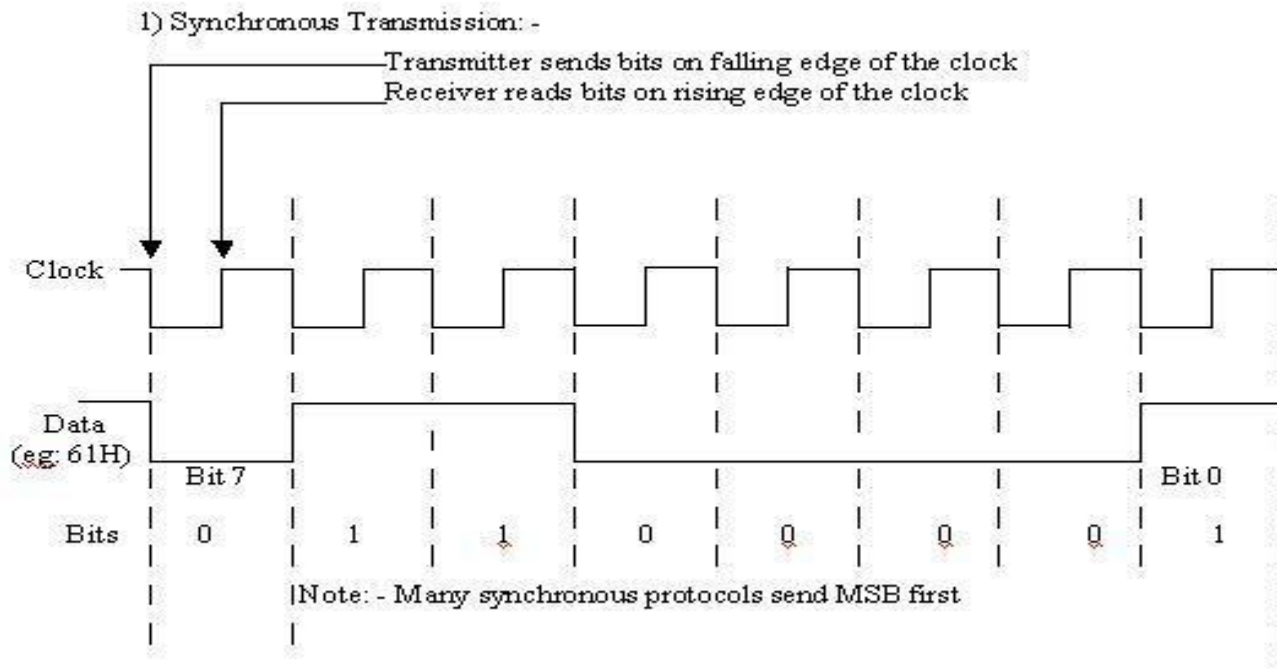 1) Synchronous Transmission: -
Transmitter sends bits on falling edge of the clock
Receiver reads bits on rising edge of the clock
Clock
Data
(eg: 61H)
Bit 7
Bit 0
Bits 0 1 1 0 0 0 0 1
Note: - Many synchronous protocols send MSB first